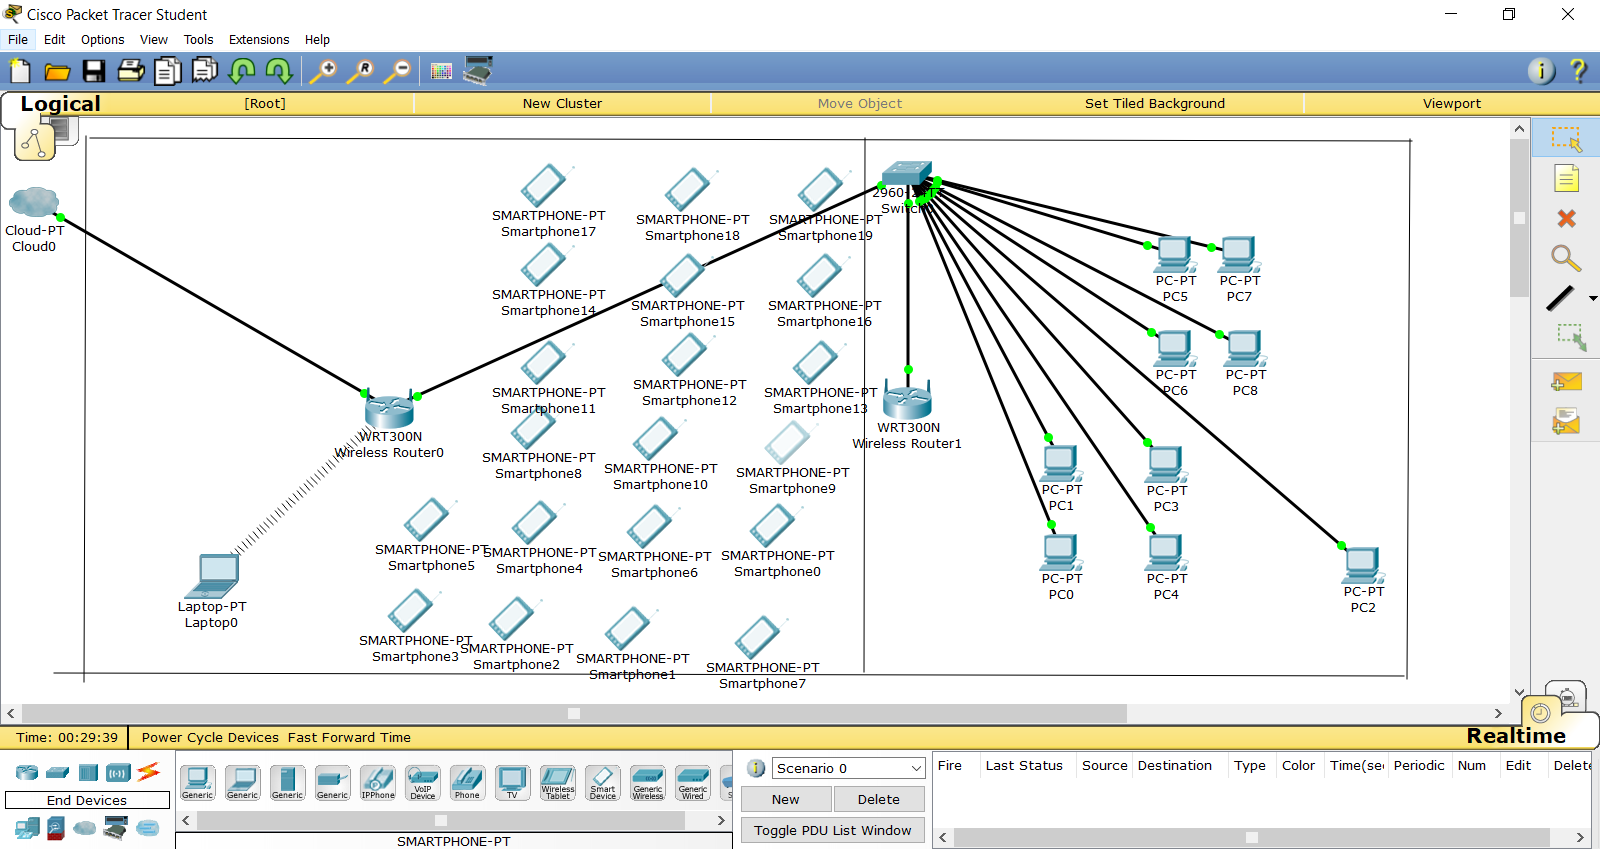 Cisco Packet Tracer Student
File Edit Options View Tools Extensions Help
Logical [Root] New Cluster Move Object Set Tiled Background Viewport
Cloud-PT
Cloud0
SMARTPHONE-PT
Smartphone17
SMARTPHONE-PT
Smartphone18
SMARTPHONE-PT
Smartphone19
2960-24TT
Switch
SMARTPHONE-PT
Smartphone14
SMARTPHONE-PT
Smartphone15
SMARTPHONE-PT
Smartphone16
PC-PT
PC5
PC-PT
PC7
SMARTPHONE-PT
Smartphone11
SMARTPHONE-PT
Smartphone12
SMARTPHONE-PT
Smartphone13
PC-PT
PC6
PC-PT
PC8
WRT300N
Wireless Router0
WRT300N
Wireless Router1
SMARTPHONE-PT
Smartphone8
SMARTPHONE-PT
Smartphone10
SMARTPHONE-PT
Smartphone9
PC-PT
PC1
PC-PT
PC3
SMARTPHONE-PT
Smartphone5
SMARTPHONE-PT
Smartphone4
SMARTPHONE-PT
Smartphone6
SMARTPHONE-PT
Smartphone0
PC-PT
PC0
PC-PT
PC4
PC-PT
PC2
Laptop-PT
Laptop0
SMARTPHONE-PT
Smartphone3
SMARTPHONE-PT
Smartphone2
SMARTPHONE-PT
Smartphone1
SMARTPHONE-PT
Smartphone7
Time: 00:29:39 Power Cycle Devices Fast Forward Time
Realtime
End Devices
Generic Generic Generic Generic IPPhone VoIP Device Phone TV Wireless Tablet Smart Device Generic Wireless Generic Wired
SMARTPHONE-PT
Scenario 0
New Delete
Toggle PDU List Window
Fire Last Status Source Destination Type Color Time(sec Periodic Num Edit Delete